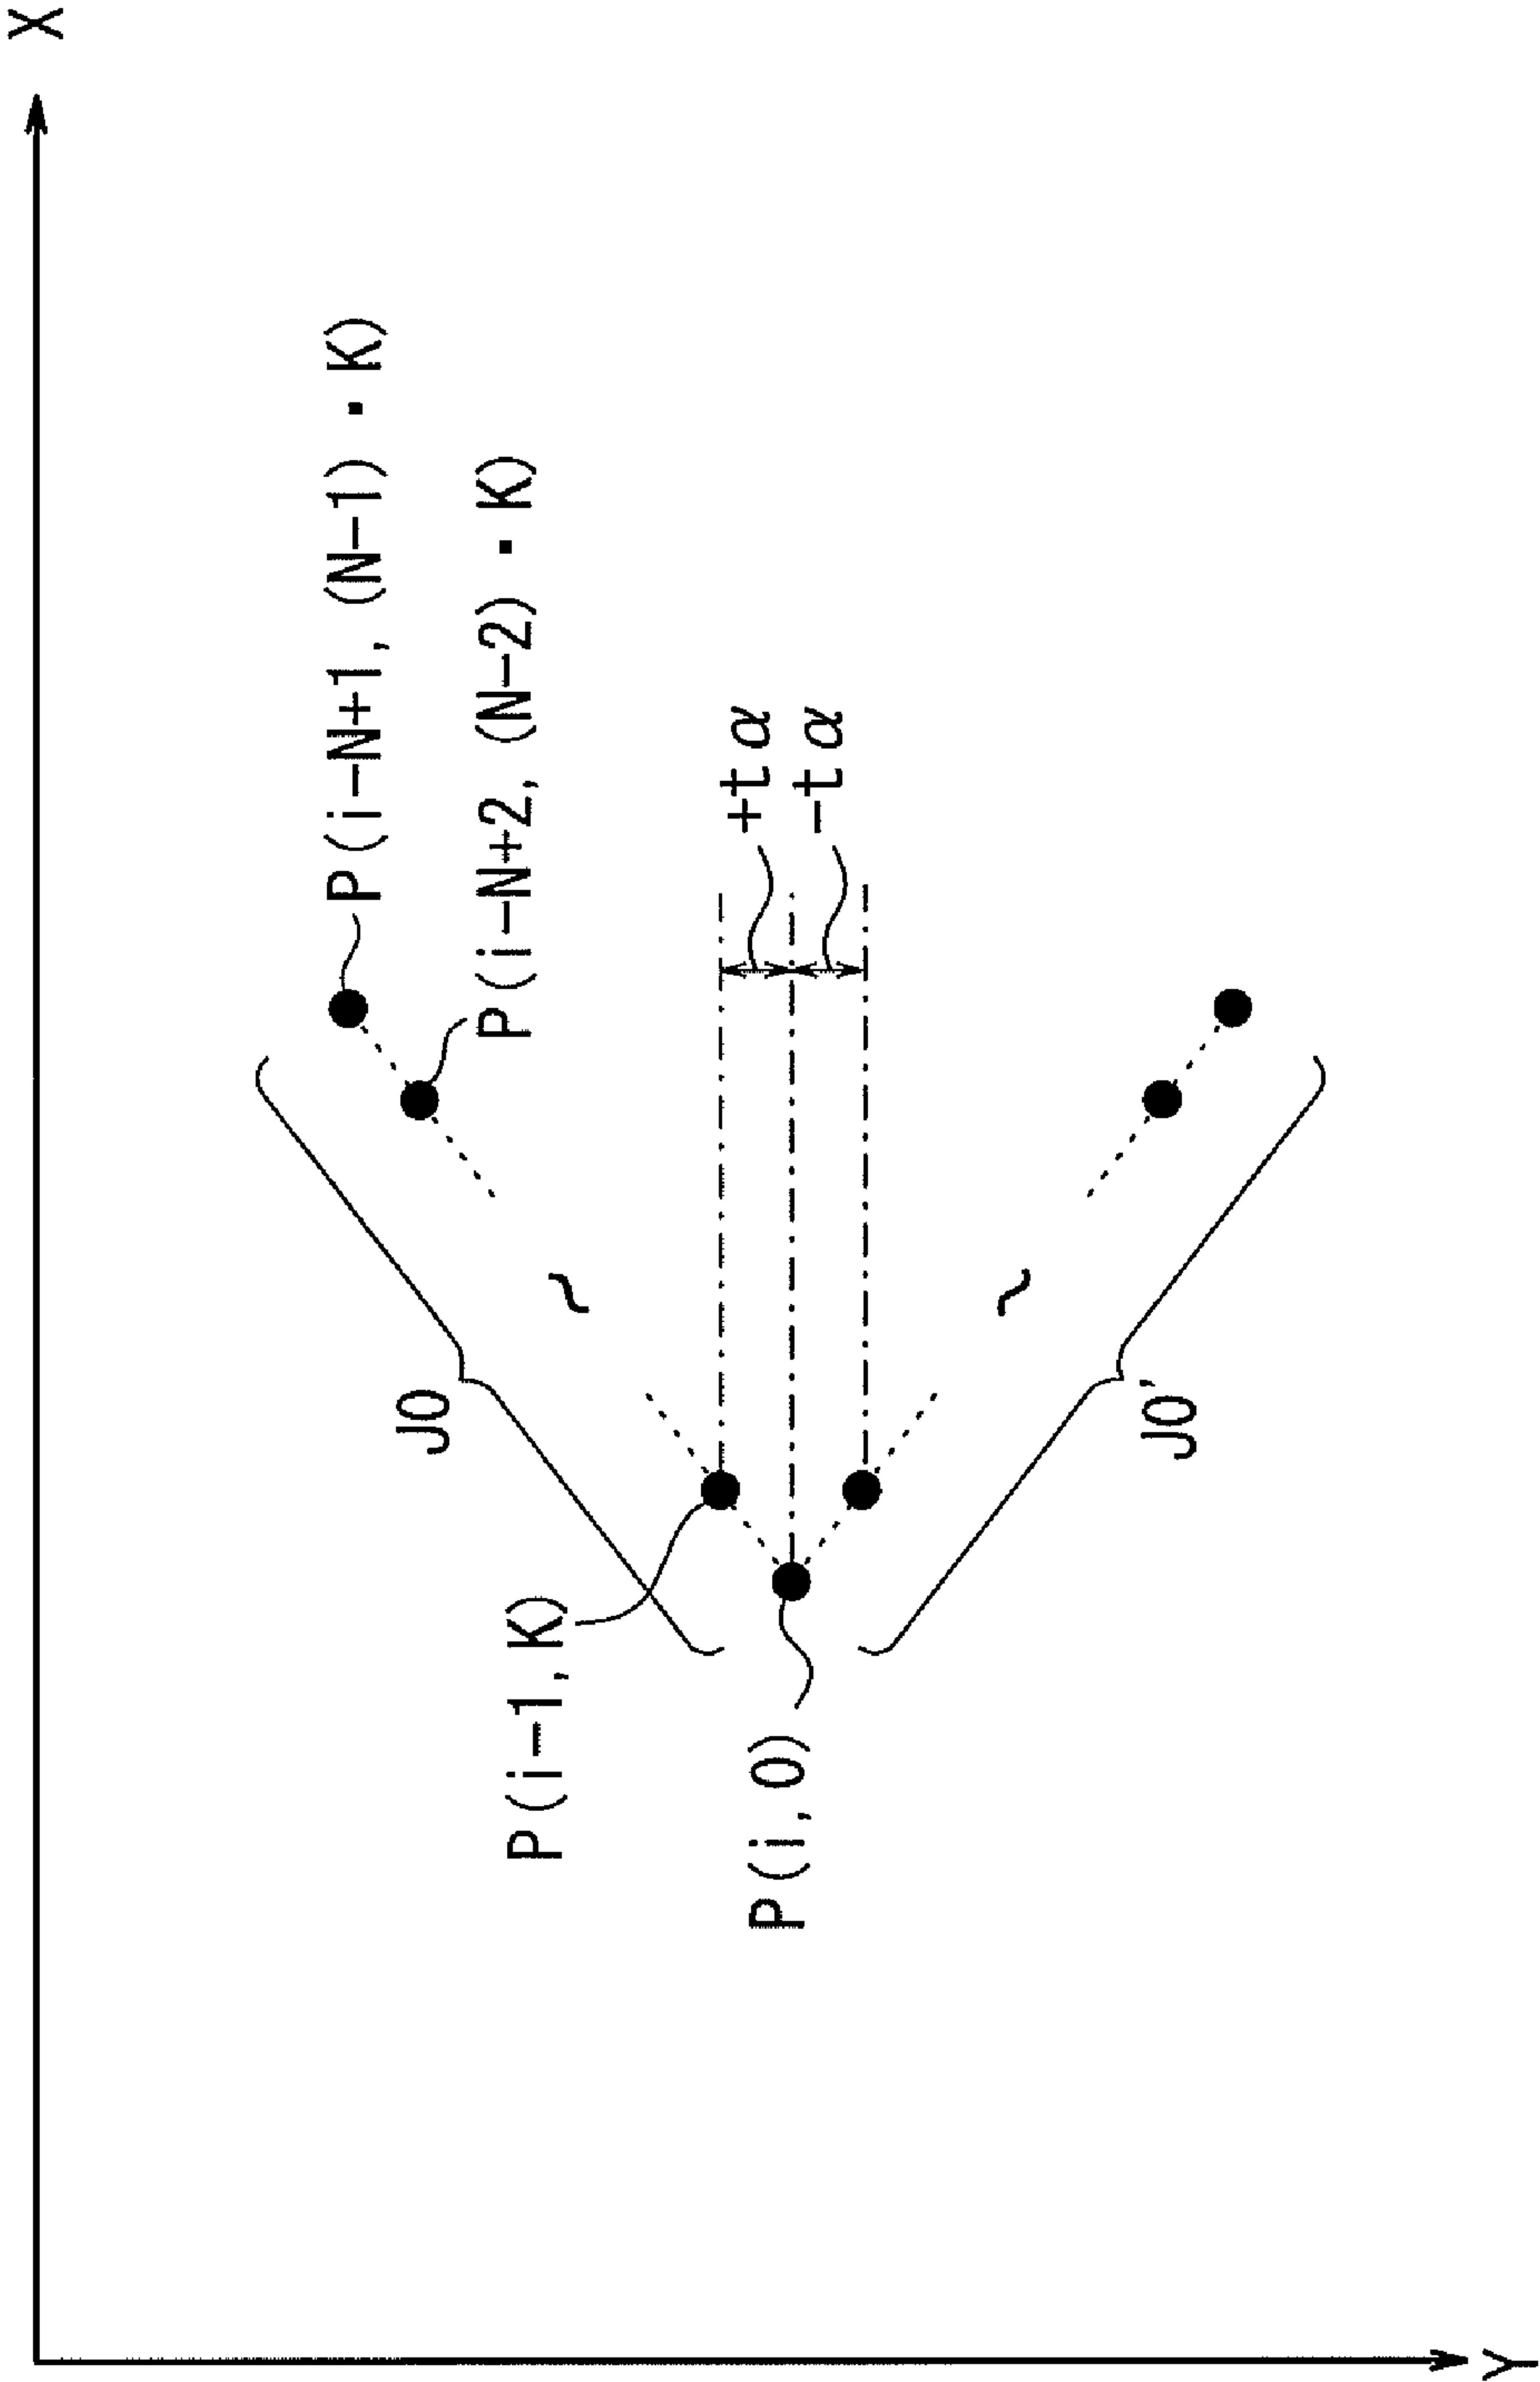 X
P(i-N+1, (N-1)・K)
P(i-N+2, (N-2)・K)
+tα
-tα
J0
J0'
P(i-1, K)
P(i, 0)
Y